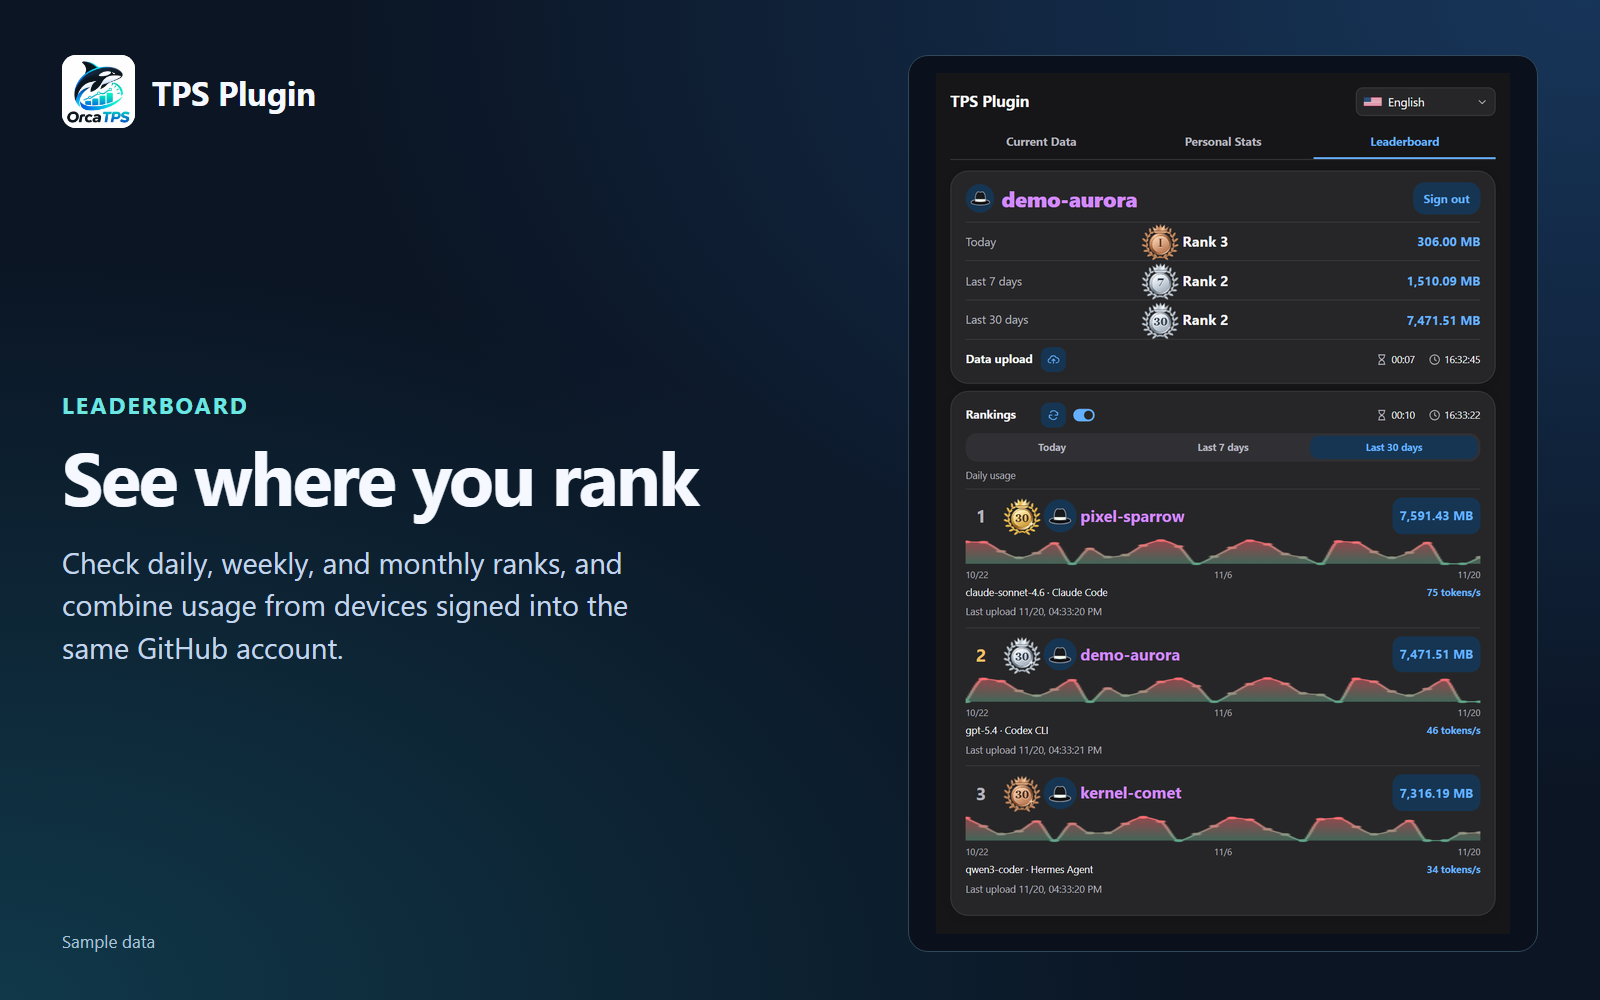 OrcaTPS
TPS Plugin
LEADERBOARD
See where you rank
Check daily, weekly, and monthly ranks, and
combine usage from devices signed into the
same GitHub account.
Sample data
TPS Plugin
English
Current Data
Personal Stats
Leaderboard
demo-aurora
Sign out
Today
1
Rank 3
306.00 MB
Last 7 days
7
Rank 2
1,510.09 MB
Last 30 days
30
Rank 2
7,471.51 MB
Data upload
00:07
16:32:45
Rankings
00:10
16:33:22
Today
Last 7 days
Last 30 days
Daily usage
1
30
pixel-sparrow
7,591.43 MB
10/22
11/6
11/20
claude-sonnet-4.6 · Claude Code
75 tokens/s
Last upload 11/20, 04:33:20 PM
2
30
demo-aurora
7,471.51 MB
10/22
11/6
11/20
gpt-5.4 · Codex CLI
46 tokens/s
Last upload 11/20, 04:33:21 PM
3
30
kernel-comet
7,316.19 MB
10/22
11/6
11/20
qwen3-coder · Hermes Agent
34 tokens/s
Last upload 11/20, 04:33:20 PM